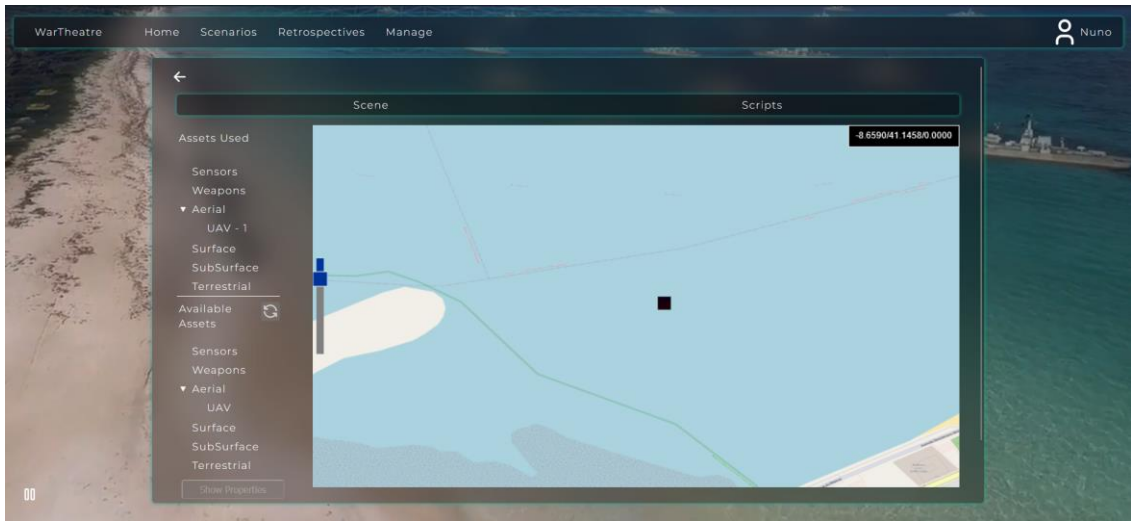 WarTheatre Home Scenarios Retrospectives Manage Nuno
Scene Scripts
-8.6590/41.1458/0.0000
Assets Used
Sensors
Weapons
Aerial
UAV - 1
Surface
SubSurface
Terrestrial
Available
Assets
Sensors
Weapons
Aerial
UAV
Surface
SubSurface
Terrestrial
Show Properties